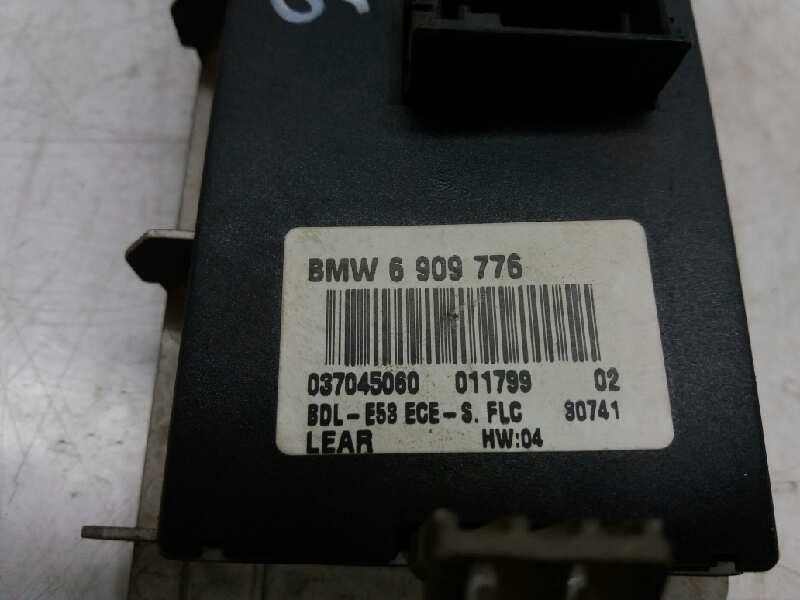 BMW 6 909 776
037045060 011799 02
BDL-E53 ECE-S. FLC 30741
LEAR HW:04